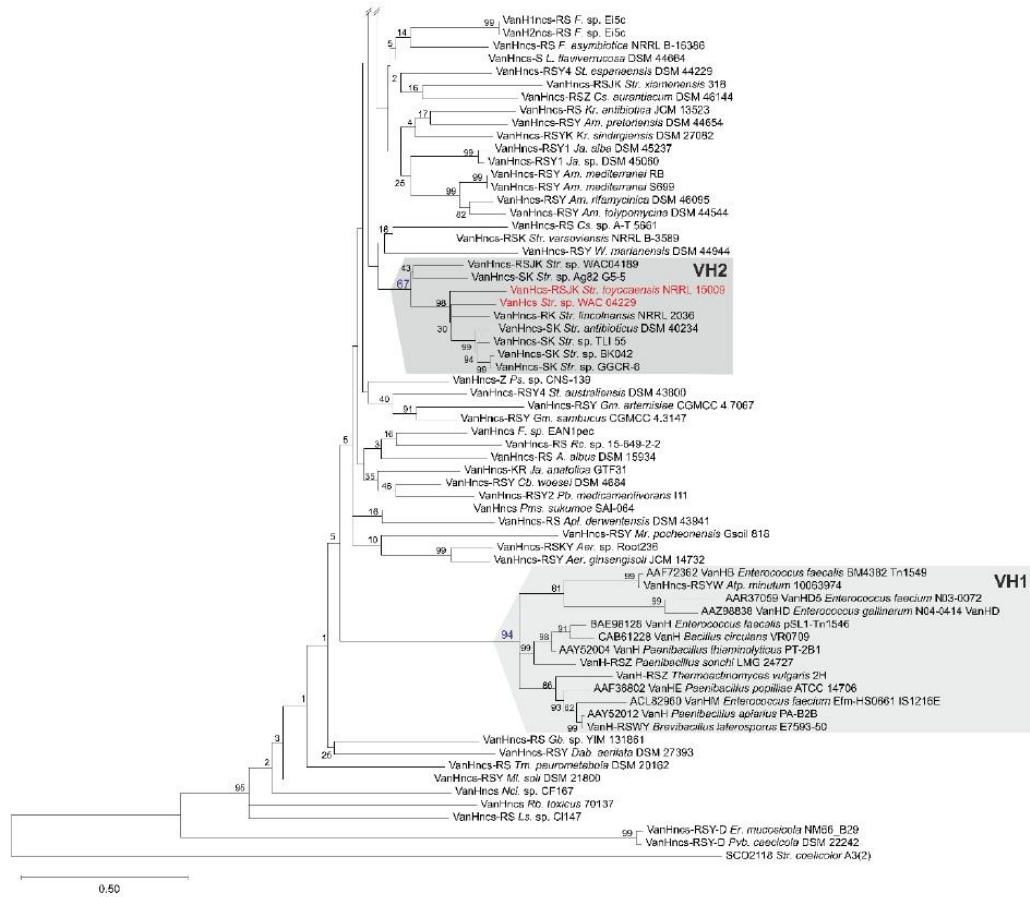 VanH1ncs-RS F. sp. Ei5c
99
VanH2ncs-RS F. sp. Ei5c
14
VanHncs-RS F. asymbiotica NRRL B-16386
5
VanHncs-S L. flaviverrucosa DSM 44664
VanHncs-RSY4 St. espanaensis DSM 44229
2
VanHncs-RSJK Str. xiamenensis 318
16
VanHncs-RSZ Cs. aurantiacum DSM 46144
VanHncs-RS Kr. antibiotica JCM 13523
17
VanHncs-RSY Am. pretoriensis DSM 44654
4
VanHncs-RSYK Kr. sindirgiensis DSM 27082
VanHncs-RSY1 Ja. alba DSM 45237
99
VanHncs-RSY1 Ja. sp. DSM 45060
VanHncs-RSY Am. mediterranei RB
99
25
VanHncs-RSY Am. mediterranei S699
99
VanHncs-RSY Am. rifamycinica DSM 46095
82
VanHncs-RSY Am. tolypomycina DSM 44544
VanHncs-RS Cs. sp. A-T 5661
18
VanHncs-RSK Str. varsoviensis NRRL B-3589
VanHncs-RSY W. marianensis DSM 44944
VanHncs-RSJK Str. sp. WAC04189
VH2
43
VanHncs-SK Str. sp. Ag82 G5-5
67
VanHcs-RSJK Str. toyocaensis NRRL 15009
98
VanHcs Str. sp. WAC 04229
VanHncs-RK Str. lincolnensis NRRL 2036
30
VanHncs-SK Str. antibioticus DSM 40234
99
VanHncs-SK Str. sp. TLI 55
94
VanHncs-SK Str. sp. BK042
99
VanHncs-SK Str. sp. GGCR-6
VanHncs-Z Ps. sp. CNS-139
VanHncs-RSY4 St. australiensis DSM 43800
40
VanHncs-RSY Gm. artemisiae CGMCC 4.7067
91
VanHncs-RSY Gm. sambucus CGMCC 4.3147
VanHncs F. sp. EAN1pec
16
5
3
VanHncs-RS Rc. sp. 15-649-2-2
VanHncs-RS A. albus DSM 15934
VanHncs-KR Ja. anatolica GTF31
35
VanHncs-RSY Cb. woesei DSM 4684
48
VanHncs-RSY2 Pb. medicamentivorans I11
VanHncs Pms. sukumoe SAI-064
16
VanHncs-RS Apl. derwentensis DSM 43941
VanHncs-RSY Mr. pocheonensis Gsoil 818
5
10
VanHncs-RSKY Aer. sp. Root236
99
VanHncs-RSY Aer. ginsengisoli JCM 14732
AAF72362 VanHB Enterococcus faecalis BM4382 Tn1549
VH1
99
VanHncs-RSYW Atp. minutum 10063974
81
AAR37059 VanHD5 Enterococcus faecium N03-0072
99
AAZ98838 VanHD Enterococcus gallinarum N04-0414 VanHD
BAE98128 VanH Enterococcus faecalis pSL1-Tn1546
91
94
98
CAB61228 VanH Bacillus circulans VR0709
1
99
AAY52004 VanH Paenibacillus thiaminolyticus PT-2B1
VanH-RSZ Paenibacillus sonchi LMG 24727
VanH-RSZ Thermoactinomyces vulgaris 2H
86
AAF36802 VanHE Paenibacillus popilliae ATCC 14706
1
93
82
ACL82960 VanHM Enterococcus faecium Efm-HS0661 IS1216E
AAY52012 VanH Paenibacillus apiarius PA-B2B
99
VanH-RSWY Brevibacillus laterosporus E7593-50
3
VanHncs-RS Gb. sp. YIM 131861
25
VanHncs-RSY Dab. aerilata DSM 27393
2
VanHncs-RS Tm. paurometabola DSM 20162
VanHncs-RSY Ml. soli DSM 21800
95
VanHncs Nci. sp. CF167
VanHncs Rb. toxicus 70137
VanHncs-RS Ls. sp. CI147
VanHncs-RSY-D Er. mucosicola NM66_B29
99
VanHncs-RSY-D Pvb. caecicola DSM 22242
SCO2118 Str. coelicolor A3(2)
0.50